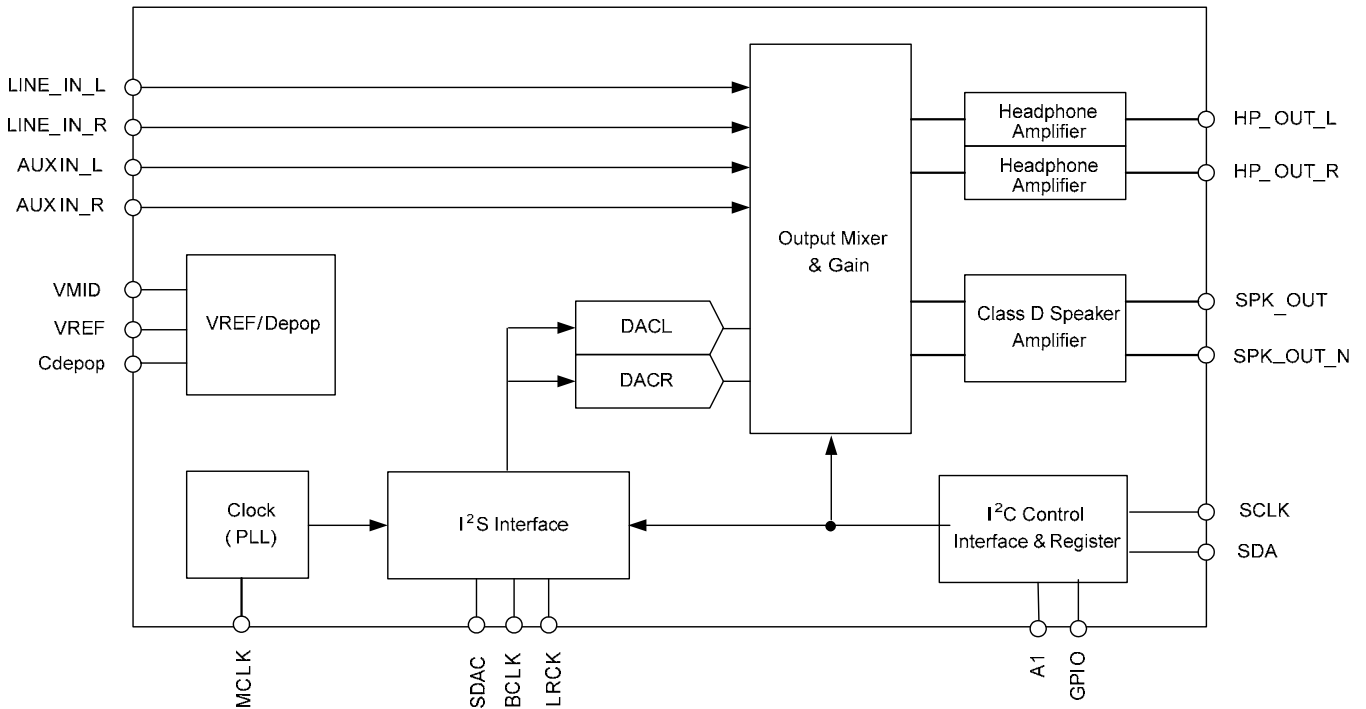 LINE_IN_L
LINE_IN_R
AUXIN_L
AUXIN_R
VMID
VREF
Cdepop
VREF/Depop
DACL
DACR
Output Mixer
& Gain
Headphone
Amplifier
Headphone
Amplifier
Class D Speaker
Amplifier
HP_OUT_L
HP_OUT_R
SPK_OUT
SPK_OUT_N
Clock
(PLL)
I²S Interface
I²C Control
Interface & Register
SCLK
SDA
MCLK
SDAC
BCLK
LRCK
A1
GPIO